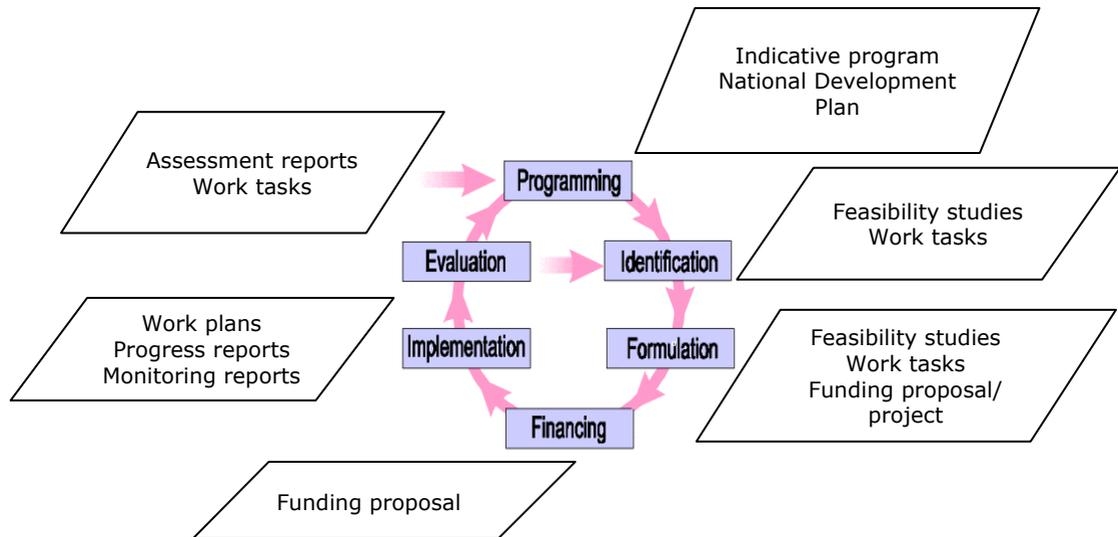 Indicative program
National Development
Plan
Assessment reports
Work tasks
Programming
Feasibility studies
Work tasks
Evaluation
Identification
Work plans
Progress reports
Monitoring reports
Implementation
Formulation
Feasibility studies
Work tasks
Funding proposal/
project
Financing
Funding proposal